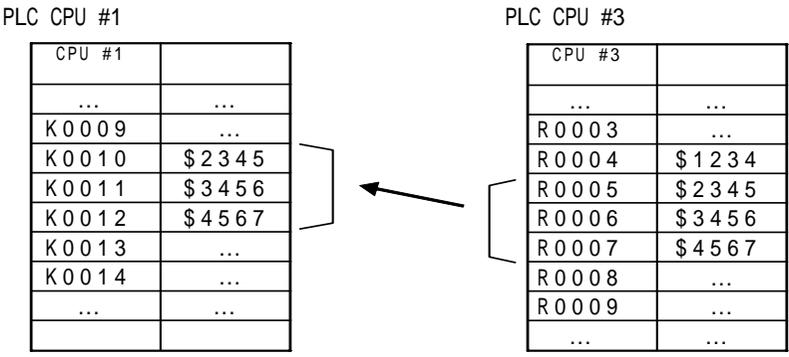 PLC CPU #1
CPU #1
... ...
K0009 ...
K0010 $2345
K0011 $3456
K0012 $4567
K0013 ...
K0014 ...
... ...
PLC CPU #3
CPU #3
... ...
R0003 ...
R0004 $1234
R0005 $2345
R0006 $3456
R0007 $4567
R0008 ...
R0009 ...
... ...